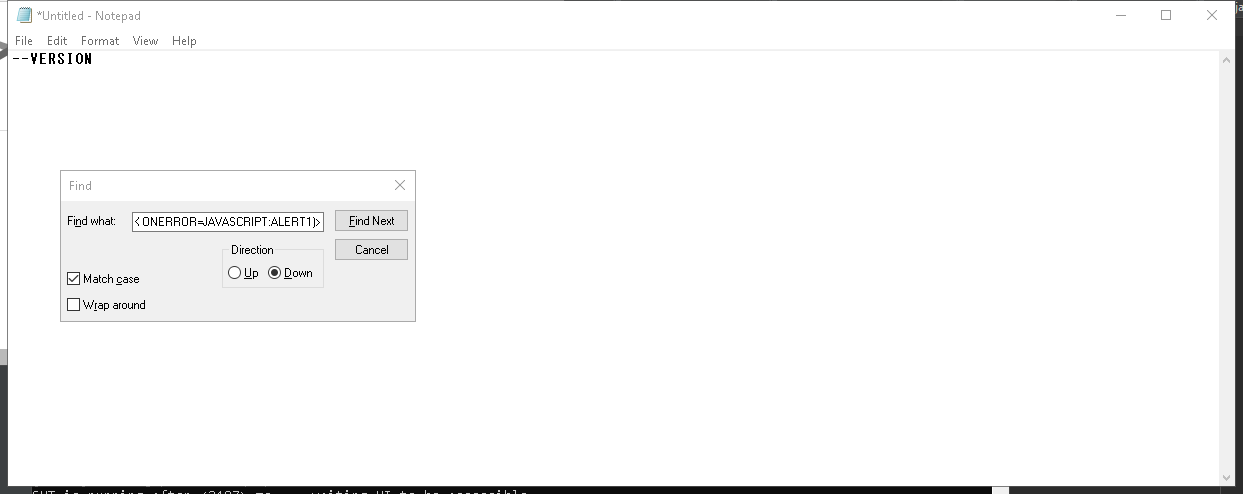 *Untitled - Notepad
File Edit Format View Help
--VERSION
Find
Find what: < ONERROR=JAVASCRIPT:ALERT1)> Find Next
Direction Cancel
Up Down
Match case
Wrap around